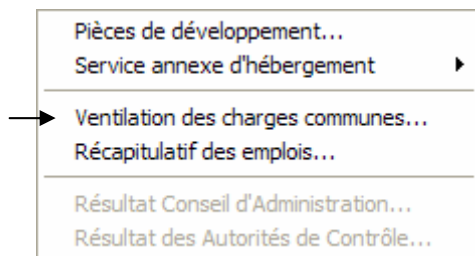 Pièces de développement...
Service annexe d'hébergement
Ventilation des charges communes...
Récapitulatif des emplois...
Résultat Conseil d'Administration...
Résultat des Autorités de Contrôle...